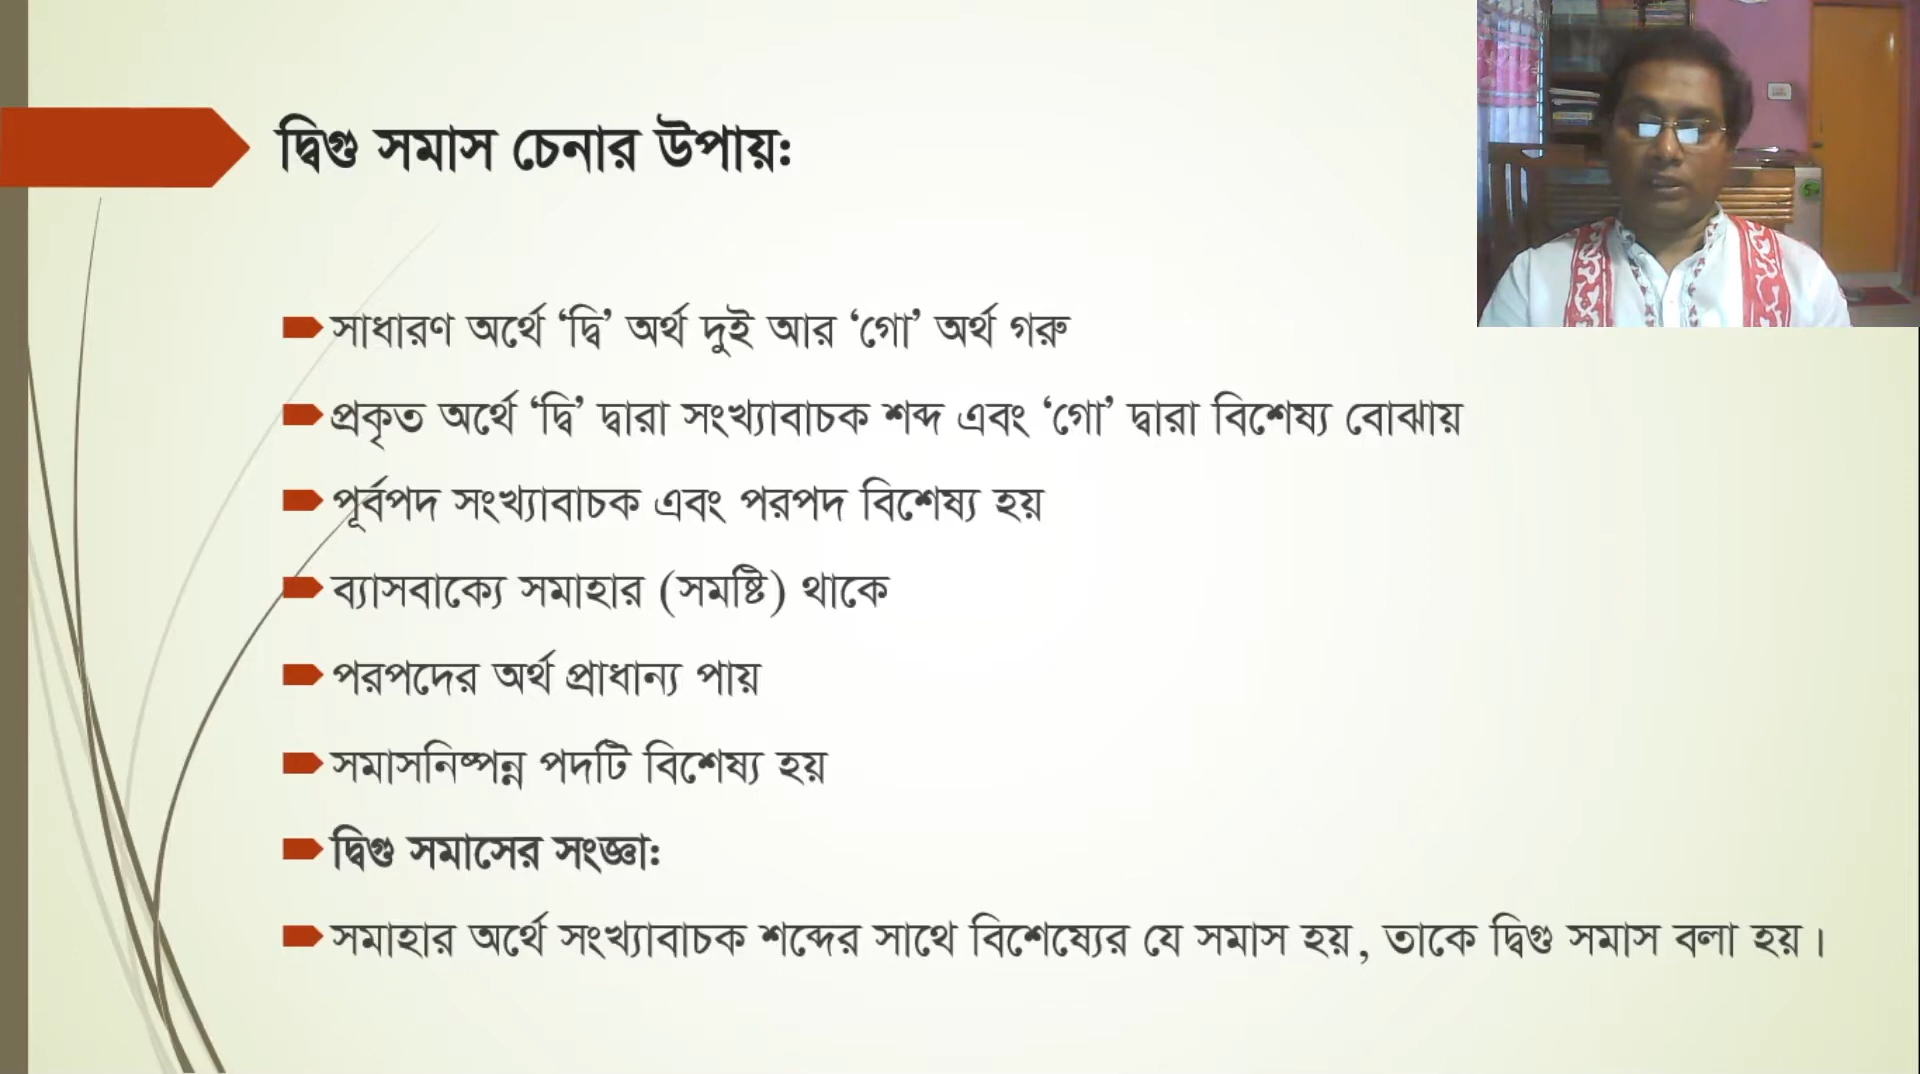 দ্বিগু সমাস চেনার উপায়:
সাধারণ অর্থে ‘দ্বি’ অর্থ দুই আর ‘গো’ অর্থ গরু
প্রকৃত অর্থে ‘দ্বি’ দ্বারা সংখ্যাবাচক শব্দ এবং ‘গো’ দ্বারা বিশেষ্য বোঝায়
পূর্বপদ সংখ্যাবাচক এবং পরপদ বিশেষ্য হয়
ব্যাসবাক্যে সমাহার (সমষ্টি) থাকে
পরপদের অর্থ প্রাধান্য পায়
সমাসনিষ্পন্ন পদটি বিশেষ্য হয়
দ্বিগু সমাসের সংজ্ঞা:
সমাহার অর্থে সংখ্যাবাচক শব্দের সাথে বিশেষ্যের যে সমাস হয়, তাকে দ্বিগু সমাস বলা হয়।